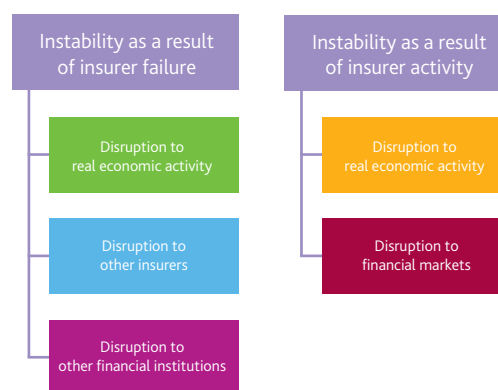 Instability as a result
of insurer failure
Disruption to
real economic activity
Disruption to
other insurers
Disruption to
other financial institutions
Instability as a result
of insurer activity
Disruption to
real economic activity
Disruption to
financial markets